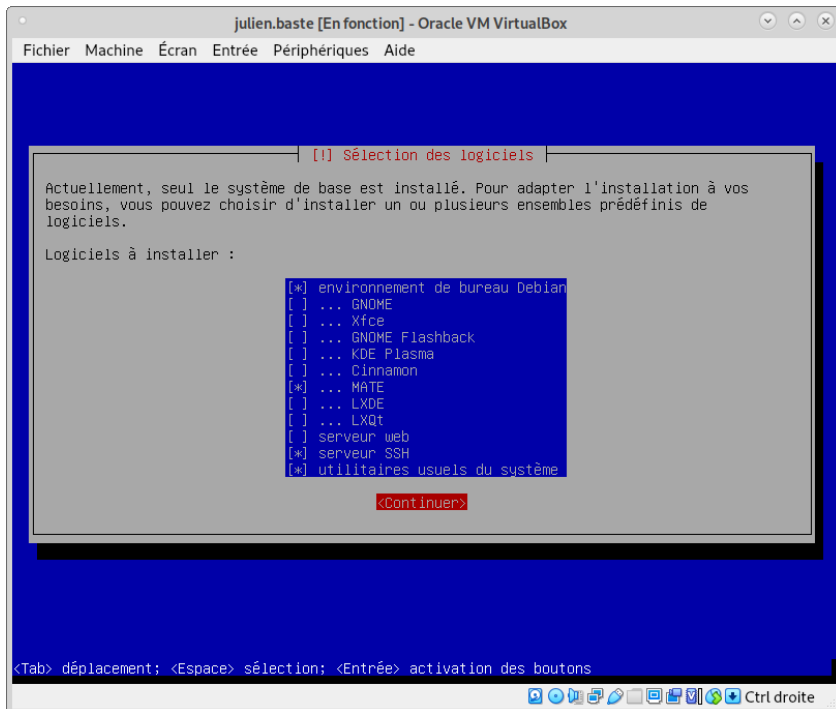 julien.baste [En fonction] - Oracle VM VirtualBox
Fichier Machine Écran Entrée Périphériques Aide
[!] Sélection des logiciels
Actuellement, seul le système de base est installé. Pour adapter l'installation à vos
besoins, vous pouvez choisir d'installer un ou plusieurs ensembles prédéfinis de
logiciels.
Logiciels à installer :
[*] environnement de bureau Debian
[ ] ... GNOME
[ ] ... Xfce
[ ] ... GNOME Flashback
[ ] ... KDE Plasma
[ ] ... Cinnamon
[*] ... MATE
[ ] ... LXDE
[ ] ... LXQt
[ ] serveur web
[*] serveur SSH
[*] utilitaires usuels du système
<Continuer>
<Tab> déplacement; <Espace> sélection; <Entrée> activation des boutons
Ctrl droite